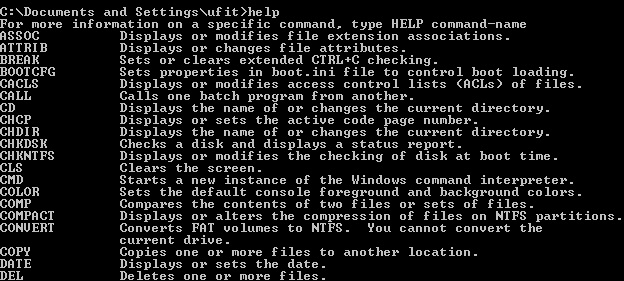 C:\Documents and Settings\ufit>help
For more information on a specific command, type HELP command-name
ASSOC Displays or modifies file extension associations.
ATTRIB Displays or changes file attributes.
BREAK Sets or clears extended CTRL+C checking.
BOOTCFG Sets properties in boot.ini file to control boot loading.
CACLS Displays or modifies access control lists (ACLs) of files.
CALL Calls one batch program from another.
CD Displays the name of or changes the current directory.
CHCP Displays or sets the active code page number.
CHDIR Displays the name of or changes the current directory.
CHKDSK Checks a disk and displays a status report.
CHKNTFS Displays or modifies the checking of disk at boot time.
CLS Clears the screen.
CMD Starts a new instance of the Windows command interpreter.
COLOR Sets the default console foreground and background colors.
COMP Compares the contents of two files or sets of files.
COMPACT Displays or alters the compression of files on NTFS partitions.
CONVERT Converts FAT volumes to NTFS. You cannot convert the
current drive.
COPY Copies one or more files to another location.
DATE Displays or sets the date.
DEL Deletes one or more files.